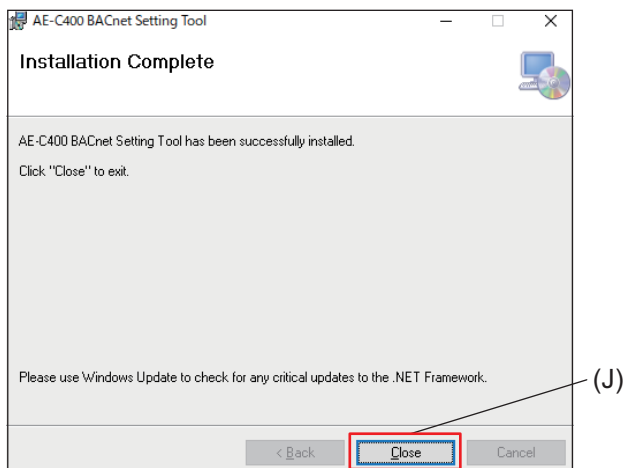 AE-C400 BACnet Setting Tool
Installation Complete
AE-C400 BACnet Setting Tool has been successfully installed.
Click "Close" to exit.
Please use Windows Update to check for any critical updates to the .NET Framework.
(J)
< Back Close Cancel